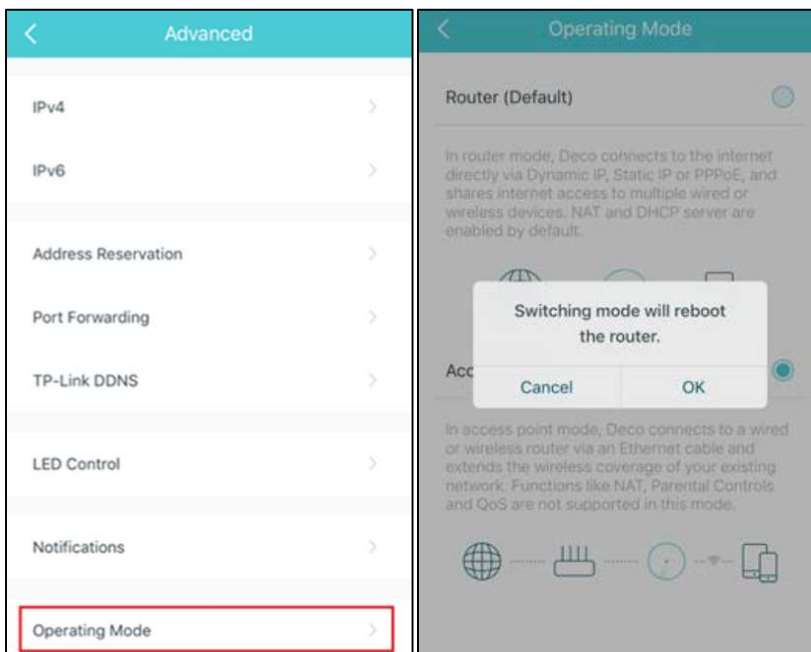 Advanced
IPv4
IPv6
Address Reservation
Port Forwarding
TP-Link DDNS
LED Control
Notifications
Operating Mode
Operating Mode
Router (Default)
In router mode, Deco connects to the internet
directly via Dynamic IP, Static IP or PPPoE, and
shares internet access to multiple wired or
wireless devices. NAT and DHCP server are
enabled by default.
Switching mode will reboot
the router.
Acc
Cancel OK
In access point mode, Deco connects to a wired
or wireless router via an Ethernet cable and
extends the wireless coverage of your existing
network. Functions like NAT, Parental Controls
and QoS are not supported in this mode.